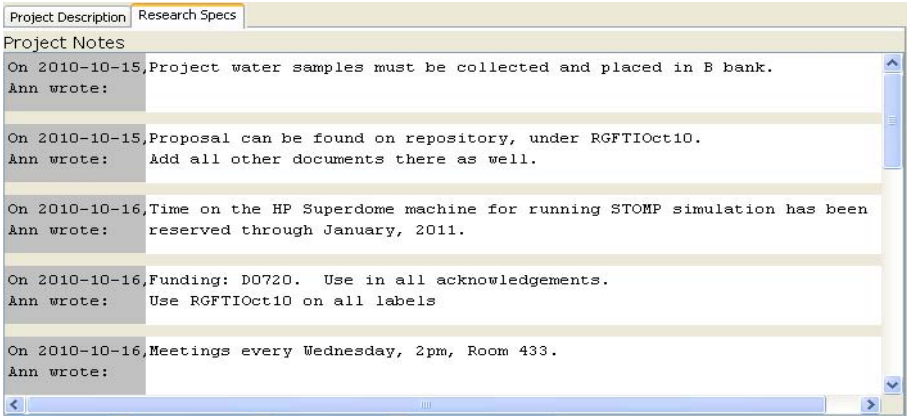 Project Description Research Specs
Project Notes
On 2010-10-15, Project water samples must be collected and placed in B bank.
Ann wrote:
On 2010-10-15, Proposal can be found on repository, under RGFTIOct10.
Ann wrote: Add all other documents there as well.
On 2010-10-16, Time on the HP Superdome machine for running STOMP simulation has been
Ann wrote: reserved through January, 2011.
On 2010-10-16, Funding: D0720.  Use in all acknowledgements.
Ann wrote: Use RGFTIOct10 on all labels
On 2010-10-16, Meetings every Wednesday, 2pm, Room 433.
Ann wrote: